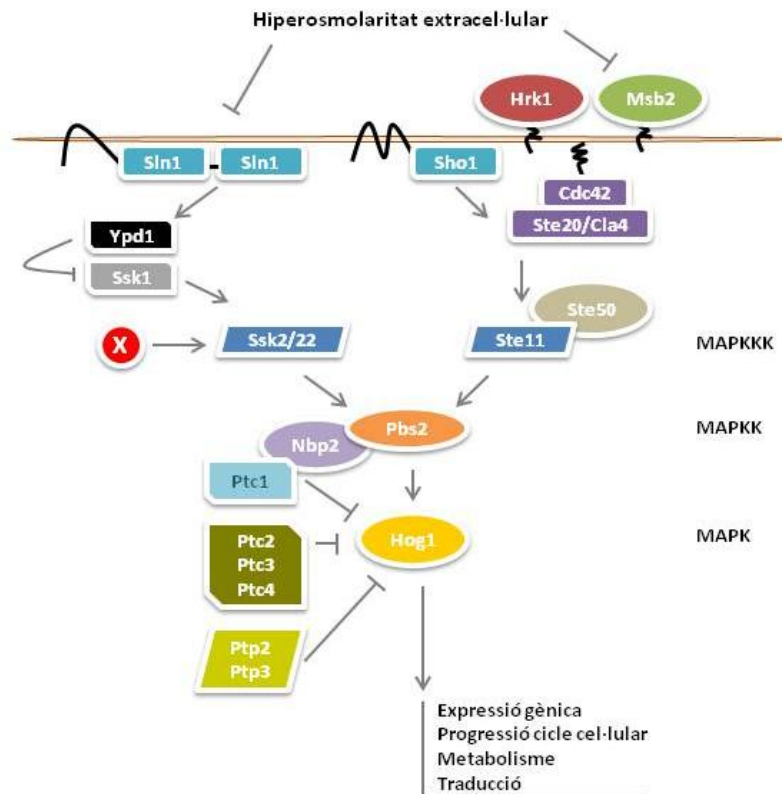 Hiperosmolaritat extracel·lular
Hrk1
Msb2
Sln1
Sln1
Sho1
Cdc42
Ste20/Cla4
Ypd1
Ssk1
Ste50
X
Ssk2/22
Ste11
MAPKKK
Nbp2
Pbs2
MAPKK
Ptc1
Ptc2
Ptc3
Ptc4
Hog1
MAPK
Ptp2
Ptp3
Expressió gènica
Progressió cicle cel·lular
Metabolisme
Traducció